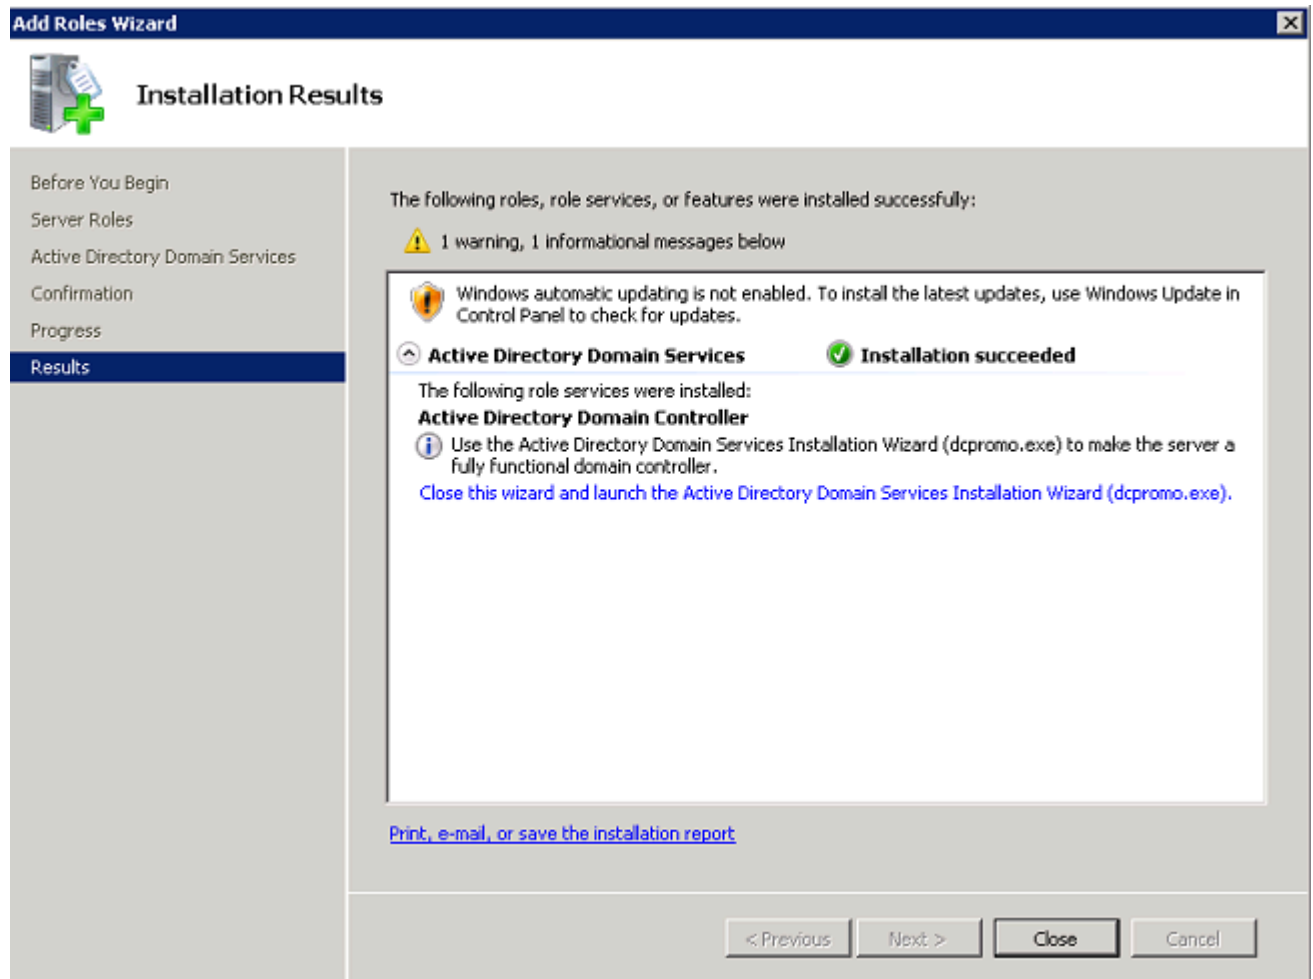 Add Roles Wizard
Installation Results
Before You Begin
Server Roles
Active Directory Domain Services
Confirmation
Progress
Results
The following roles, role services, or features were installed successfully:
1 warning, 1 informational messages below
Windows automatic updating is not enabled. To install the latest updates, use Windows Update in
Control Panel to check for updates.
Active Directory Domain Services Installation succeeded
The following role services were installed:
Active Directory Domain Controller
Use the Active Directory Domain Services Installation Wizard (dcpromo.exe) to make the server a
fully functional domain controller.
Close this wizard and launch the Active Directory Domain Services Installation Wizard (dcpromo.exe).
Print, e-mail, or save the installation report
< Previous Next > Close Cancel